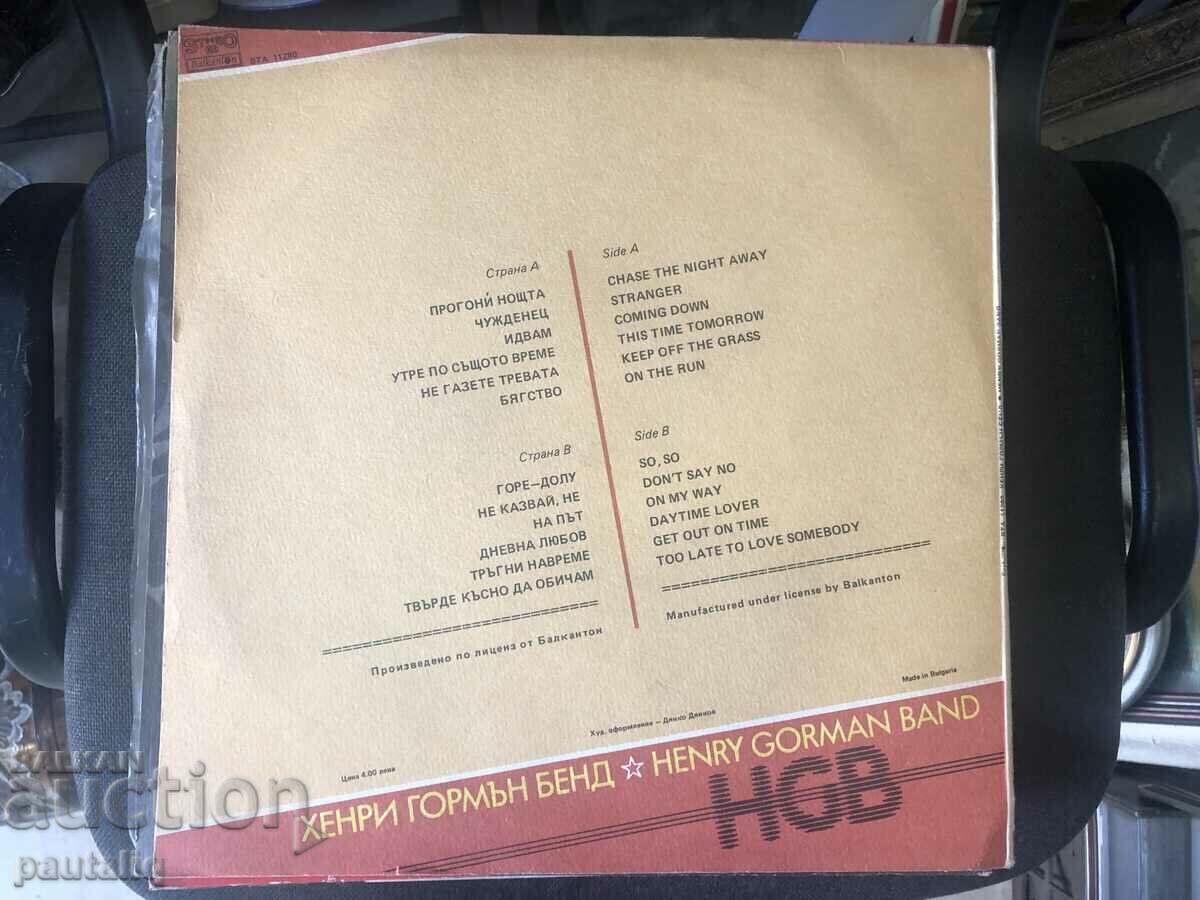 STEREO
Balkanton
ВТА 11280
Страна А
ПРОГОНИ́ НОЩТА
ЧУЖДЕНЕЦ
ИДВАМ
УТРЕ ПО СЪЩОТО ВРЕМЕ
НЕ ГАЗЕТЕ ТРЕВАТА
БЯГСТВО
Side A
CHASE THE NIGHT AWAY
STRANGER
COMING DOWN
THIS TIME TOMORROW
KEEP OFF THE GRASS
ON THE RUN
Страна В
ГОРЕ—ДОЛУ
НЕ КАЗВАЙ, НЕ
НА ПЪТ
ДНЕВНА ЛЮБОВ
ТРЪГНИ НАВРЕМЕ
ТВЪРДЕ КЪСНО ДА ОБИЧАМ
Side B
SO, SO
DON'T SAY NO
ON MY WAY
DAYTIME LOVER
GET OUT ON TIME
TOO LATE TO LOVE SOMEBODY
Произведено по лиценз от Балкантон
Manufactured under license by Balkanton
Made in Bulgaria
Худ. оформление — Дянко Дянков
Цена 4.00 лева
ХЕНРИ ГОРМЪН БЕНД ☆ HENRY GORMAN BAND
HGB
BALKAN
auction
pautalia